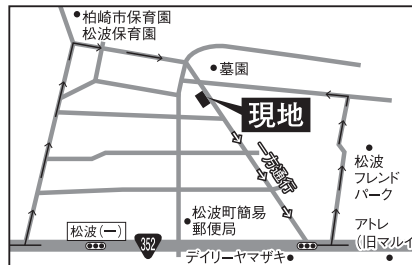 柏崎市保育園
松波保育園
墓園
現地
一方通行
松波
フレンド
パーク
松波町簡易
郵便局
アトレ
(旧マルイ
松波(一)
352
デイリーヤマザキ